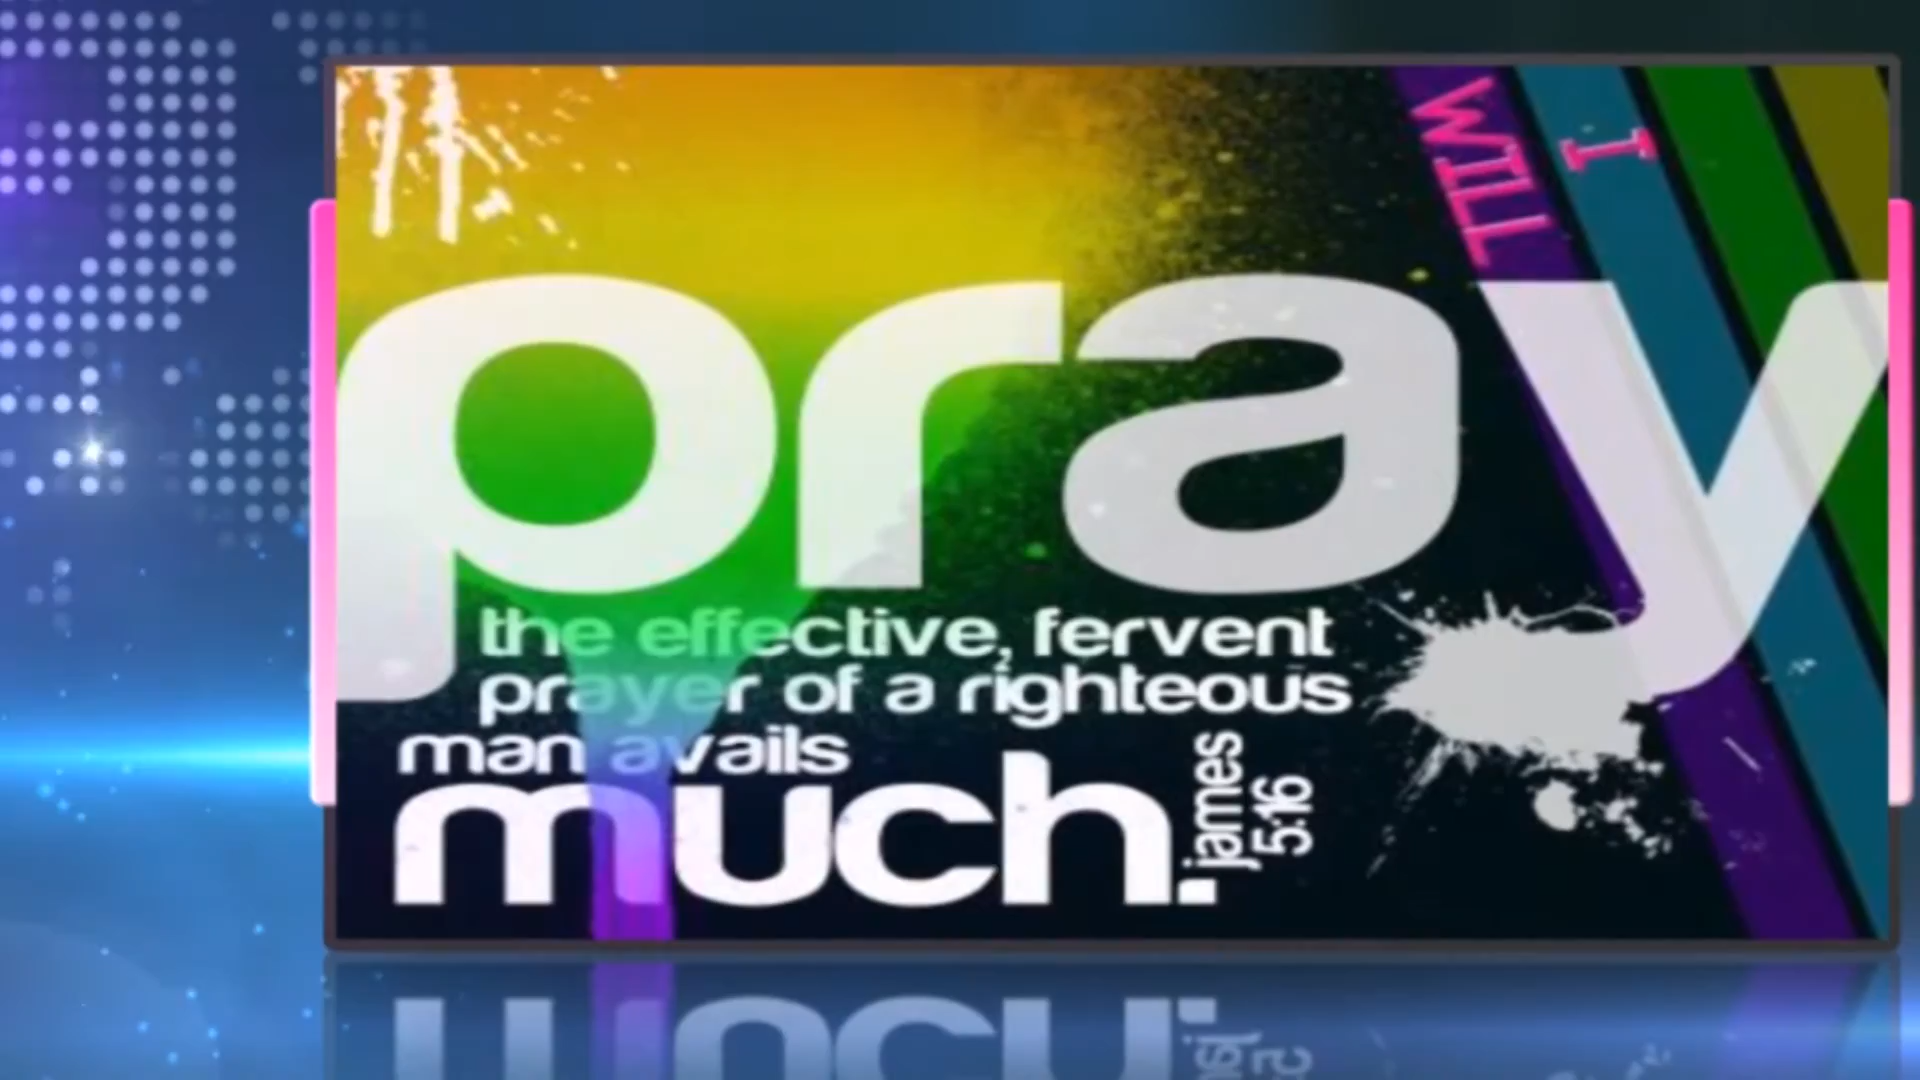 I
WILL
pray
the effective, fervent
prayer of a righteous
man avails
much.
james
5:16